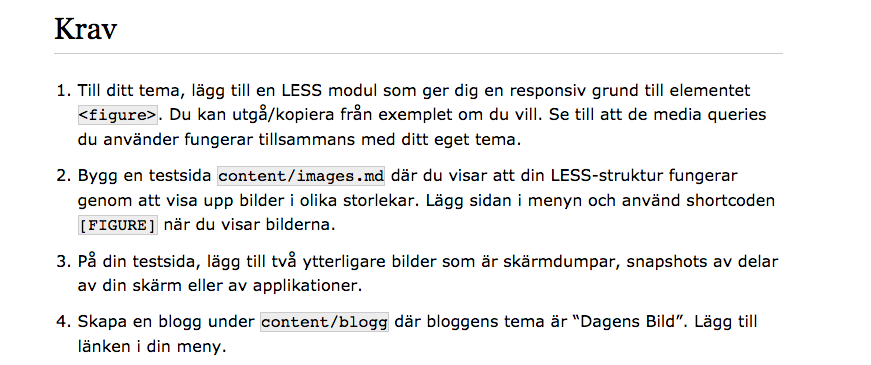 Krav
1. Till ditt tema, lägg till en LESS modul som ger dig en responsiv grund till elementet
<figure>. Du kan utgå/kopiera från exemplet om du vill. Se till att de media queries
du använder fungerar tillsammans med ditt eget tema.
2. Bygg en testsida content/images.md där du visar att din LESS-struktur fungerar
genom att visa upp bilder i olika storlekar. Lägg sidan i menyn och använd shortcoden
[FIGURE] när du visar bilderna.
3. På din testsida, lägg till två ytterligare bilder som är skärmdumpar, snapshots av delar
av din skärm eller av applikationer.
4. Skapa en blogg under content/blogg där bloggens tema är “Dagens Bild”. Lägg till
länken i din meny.